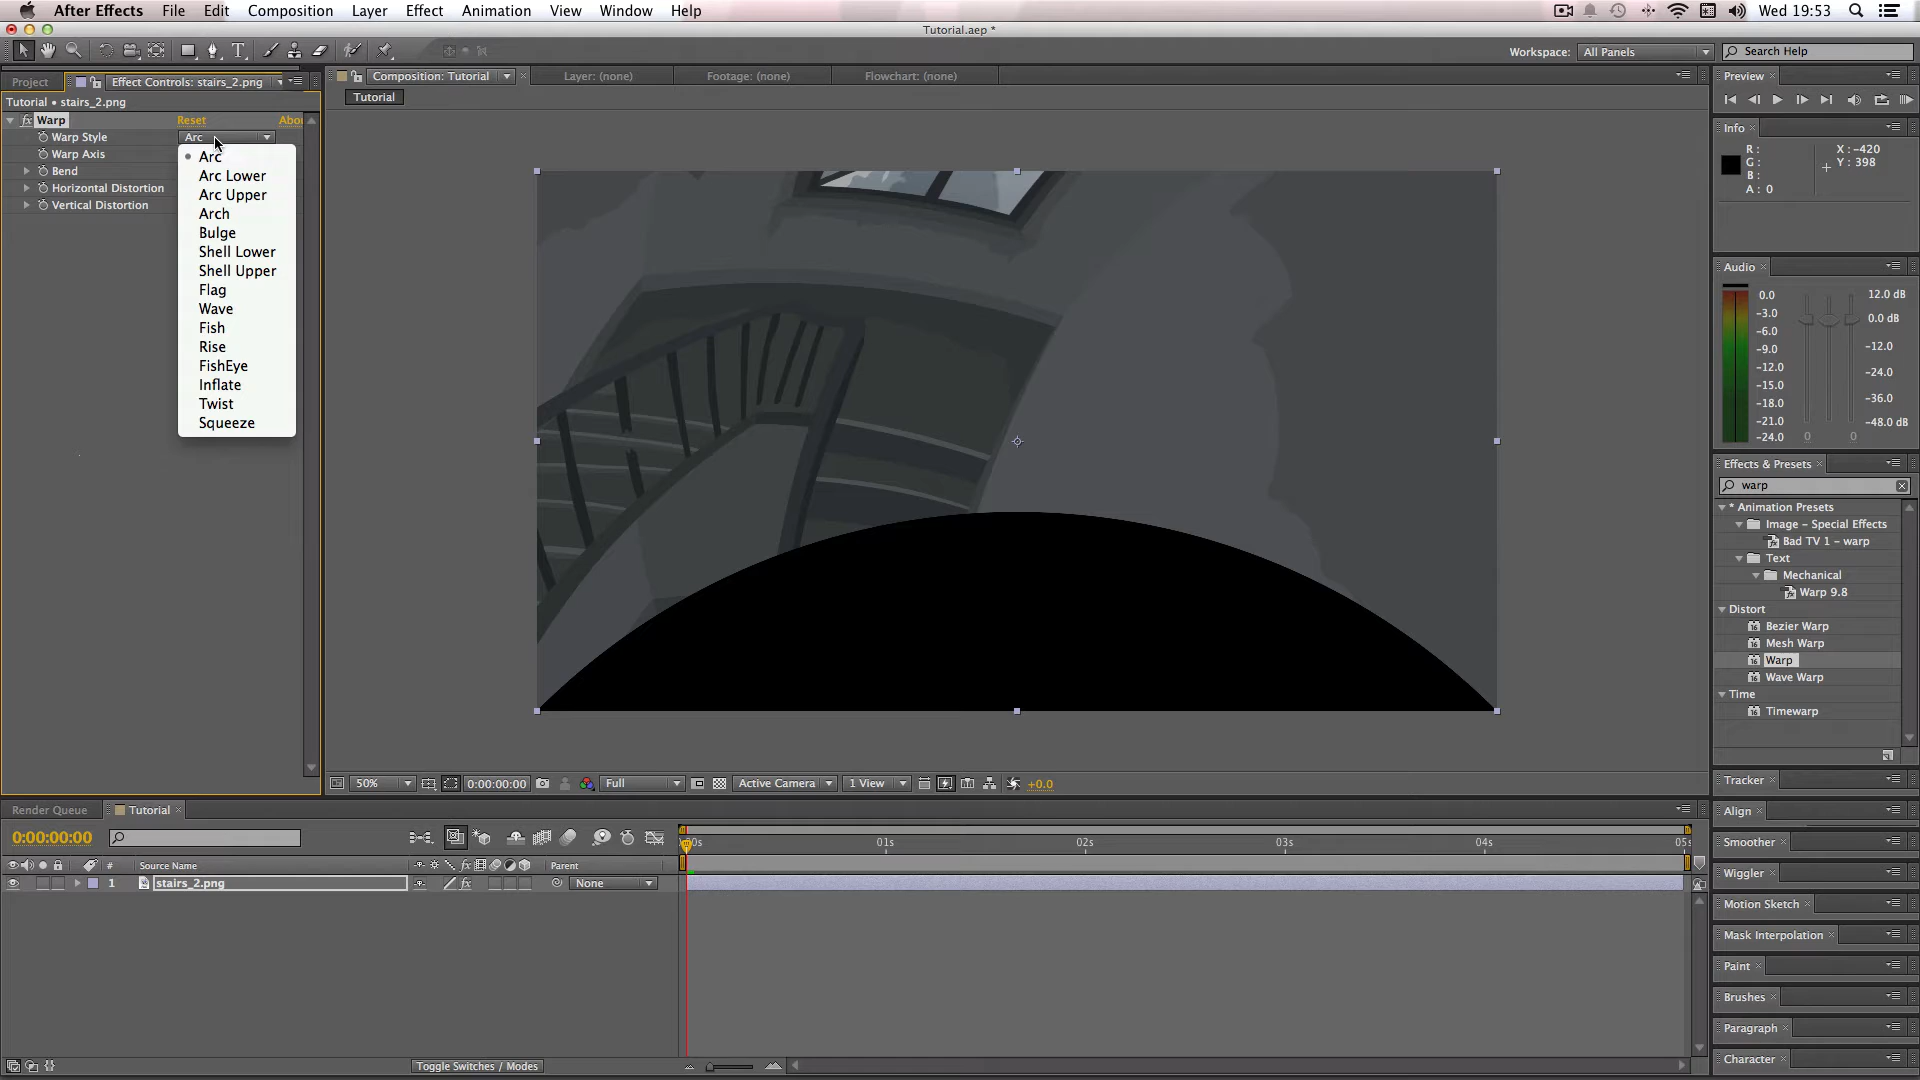 After Effects File Edit Composition Layer Effect Animation View Window Help Wed 19:53
Tutorial.aep *
Workspace: All Panels Search Help
Project Effect Controls: stairs_2.png Composition: Tutorial Layer: (none) Footage: (none) Flowchart: (none) Preview
Tutorial
Tutorial • stairs_2.png
Warp Reset Abou
Warp Style Arc
Warp Axis
Bend
Horizontal Distortion
Vertical Distortion
Arc
Arc Lower
Arc Upper
Arch
Bulge
Shell Lower
Shell Upper
Flag
Wave
Fish
Rise
FishEye
Inflate
Twist
Squeeze
Info
R: X: -420
G: Y: 398
B:
A: 0
Audio
0.0 12.0 dB
-3.0 0.0 dB
-6.0
-9.0 -12.0
-12.0 -24.0
-15.0
-18.0 -36.0
-21.0 -48.0 dB
-24.0 0 0
Effects & Presets
warp
* Animation Presets
Image - Special Effects
Bad TV 1 - warp
Text
Mechanical
Warp 9.8
Distort
Bezier Warp
Mesh Warp
Warp
Wave Warp
Time
Timewarp
50% 0:00:00:00 Full Active Camera 1 View +0.0
Tracker
Align
Smoother
Wiggler
Motion Sketch
Mask Interpolation
Paint
Brushes
Paragraph
Character
Render Queue Tutorial
0:00:00:00
00s 01s 02s 03s 04s 05s
# Source Name fx Parent
1 stairs_2.png fx None
Toggle Switches / Modes